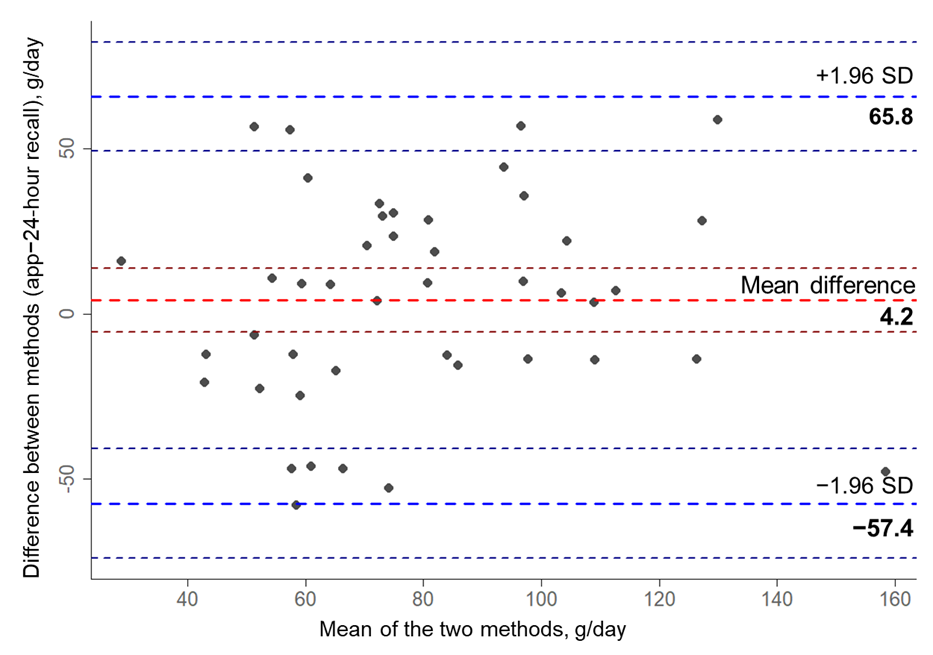 Difference between methods (app−24-hour recall), g/day
50
0
-50
+1.96 SD
65.8
Mean difference
4.2
−1.96 SD
−57.4
40 60 80 100 120 140 160
Mean of the two methods, g/day